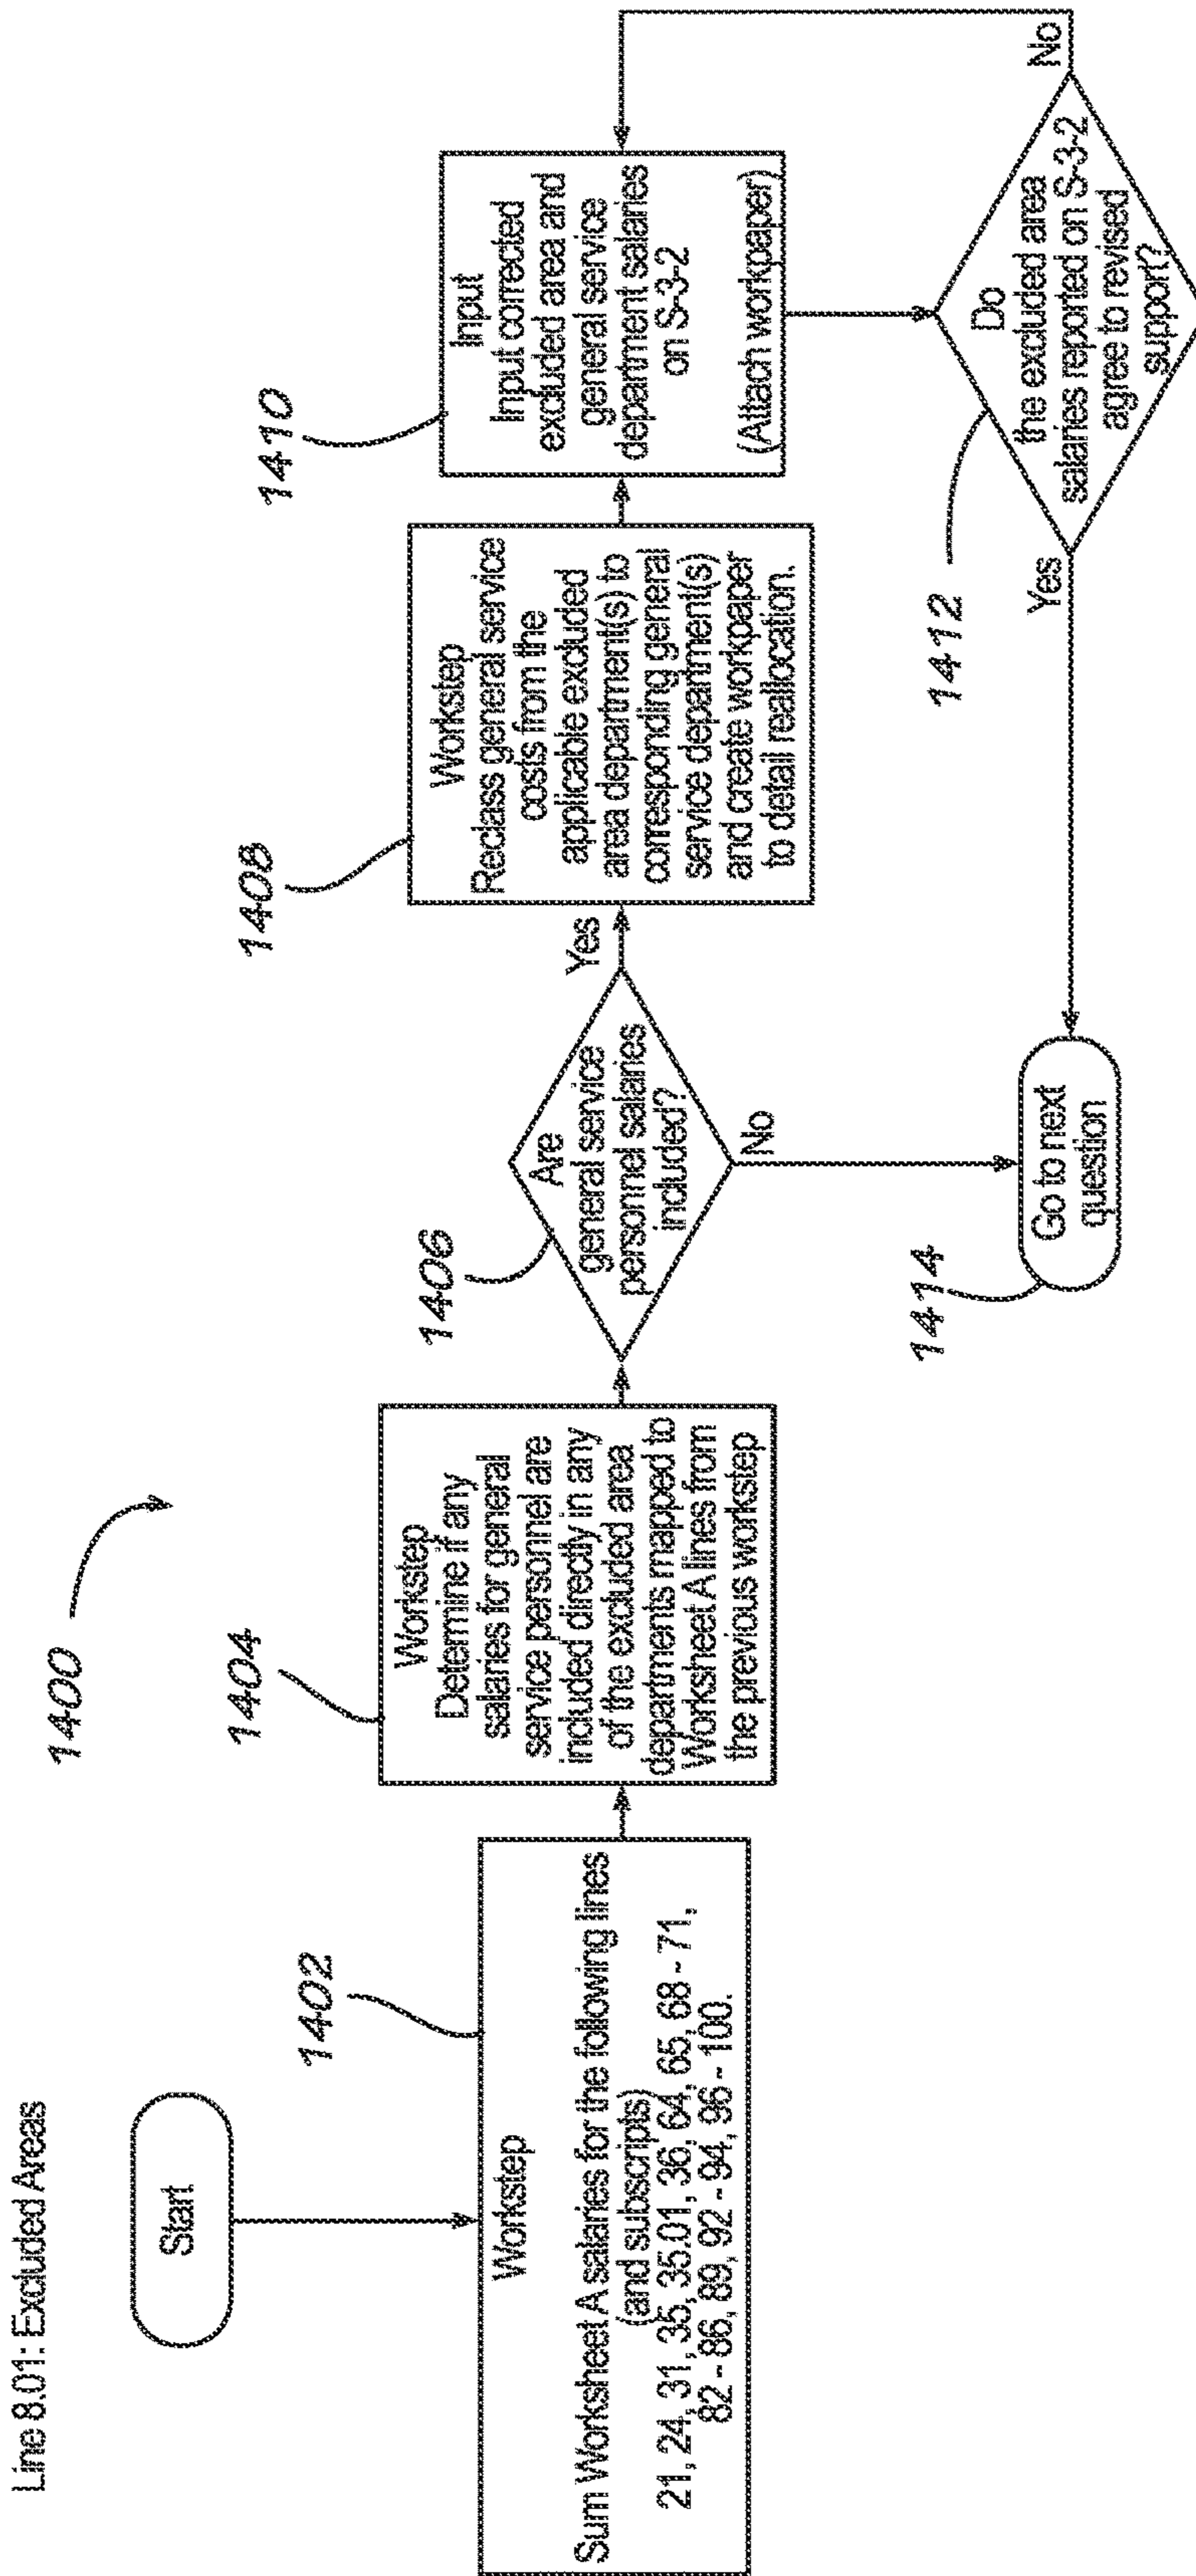 Line 8.01: Excluded Areas
1400
Start
1402
Workstep
Sum Worksheet A salaries for the following lines
(and subscripts)
21, 24, 31, 35, 35.01, 36, 64, 65, 68 - 71,
82 - 86, 89, 92 - 94, 96 - 100.
1404
Workstep
Determine if any
salaries for general
service personnel are
included directly in any
of the excluded area
departments mapped to
Worksheet A lines from
the previous workstep
1406
Are
general service
personnel salaries
included?
Yes
No
1408
Workstep
Reclass general service
costs from the
applicable excluded
area department(s) to
corresponding general
service department(s)
and create workpaper
to detail reallocation.
1410
Input
Input corrected
excluded area and
general service
department salaries
on S-3-2
(Attach workpaper)
1412
Do
the excluded area
salaries reported on S-3-2
agree to revised
support?
Yes
No
1414
Go to next
question